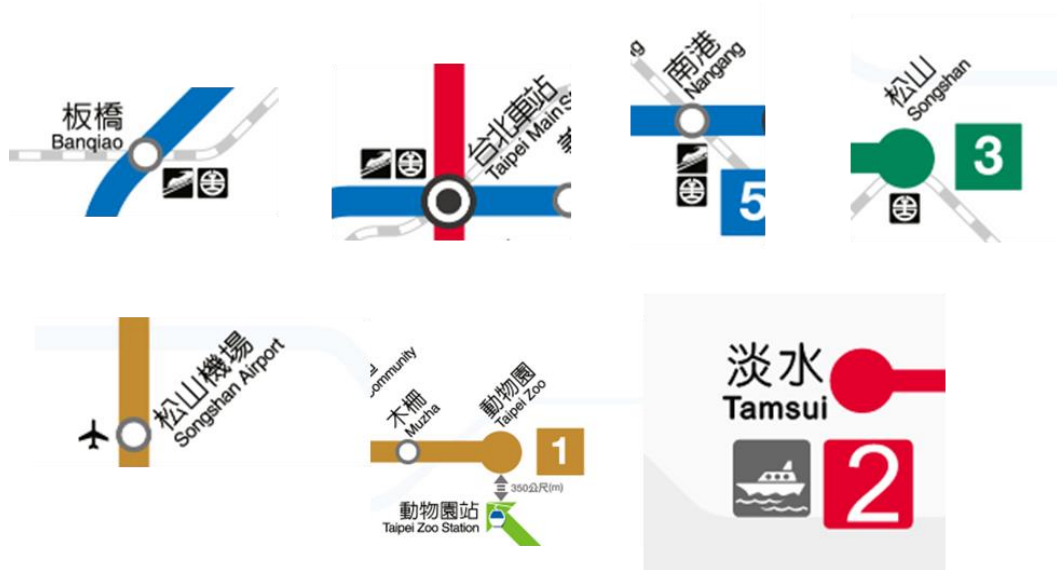 板橋
Banqiao
台北車站
Taipei Main S
南港
Nangang
5
松山
Songshan
3
松山機場
Songshan Airport
ommunity
木柵
Muzha
動物園
Taipei Zoo
1
350公尺(m)
動物園站
Taipei Zoo Station
淡水
Tamsui
2